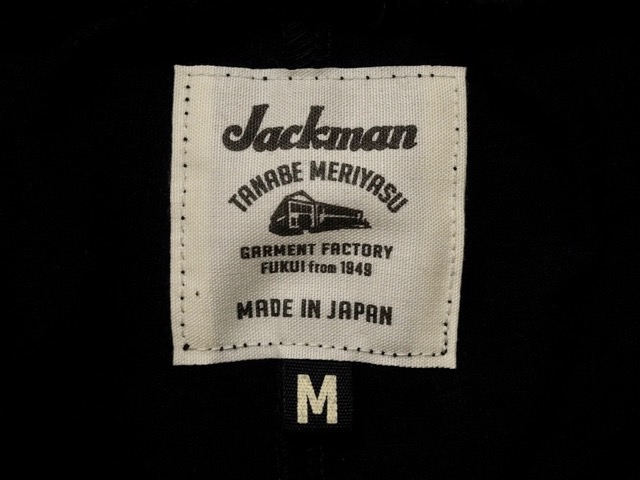 Jackman
TANABE MERIYASU
GARMENT FACTORY
FUKUI from 1949
MADE IN JAPAN
M